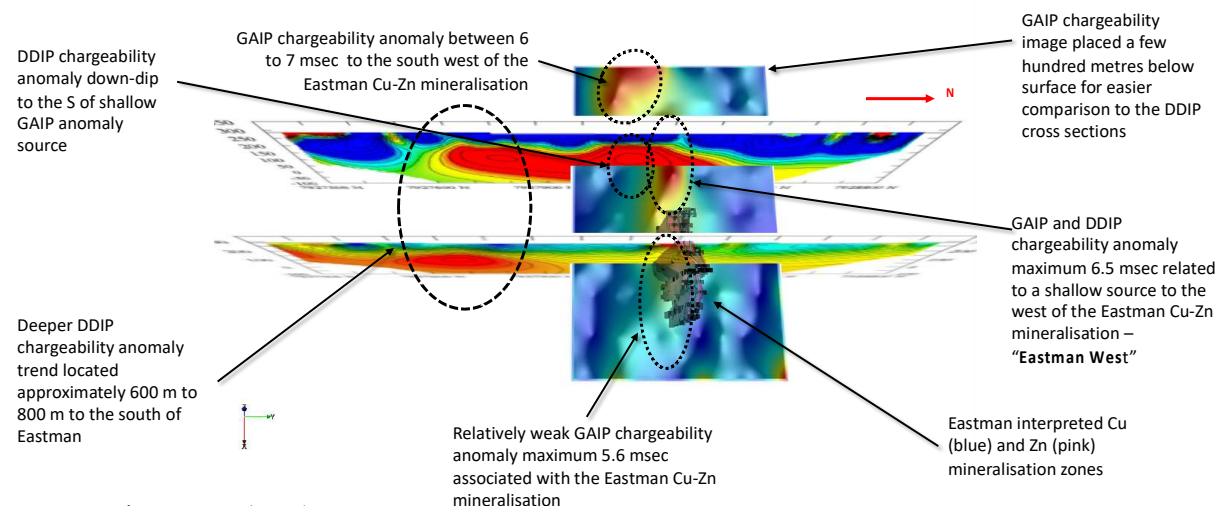 DDIP chargeability
anomaly down-dip
to the S of shallow
GAIP anomaly
source
GAIP chargeability anomaly between 6
to 7 msec to the south west of the
Eastman Cu-Zn mineralisation
GAIP chargeability
image placed a few
hundred metres below
surface for easier
comparison to the DDIP
cross sections
N
GAIP and DDIP
chargeability anomaly
maximum 6.5 msec related
to a shallow source to the
west of the Eastman Cu-Zn
mineralisation –
“Eastman West”
Deeper DDIP
chargeability anomaly
trend located
approximately 600 m to
800 m to the south of
Eastman
Y
X
Relatively weak GAIP chargeability
anomaly maximum 5.6 msec
associated with the Eastman Cu-Zn
mineralisation
Eastman interpreted Cu
(blue) and Zn (pink)
mineralisation zones